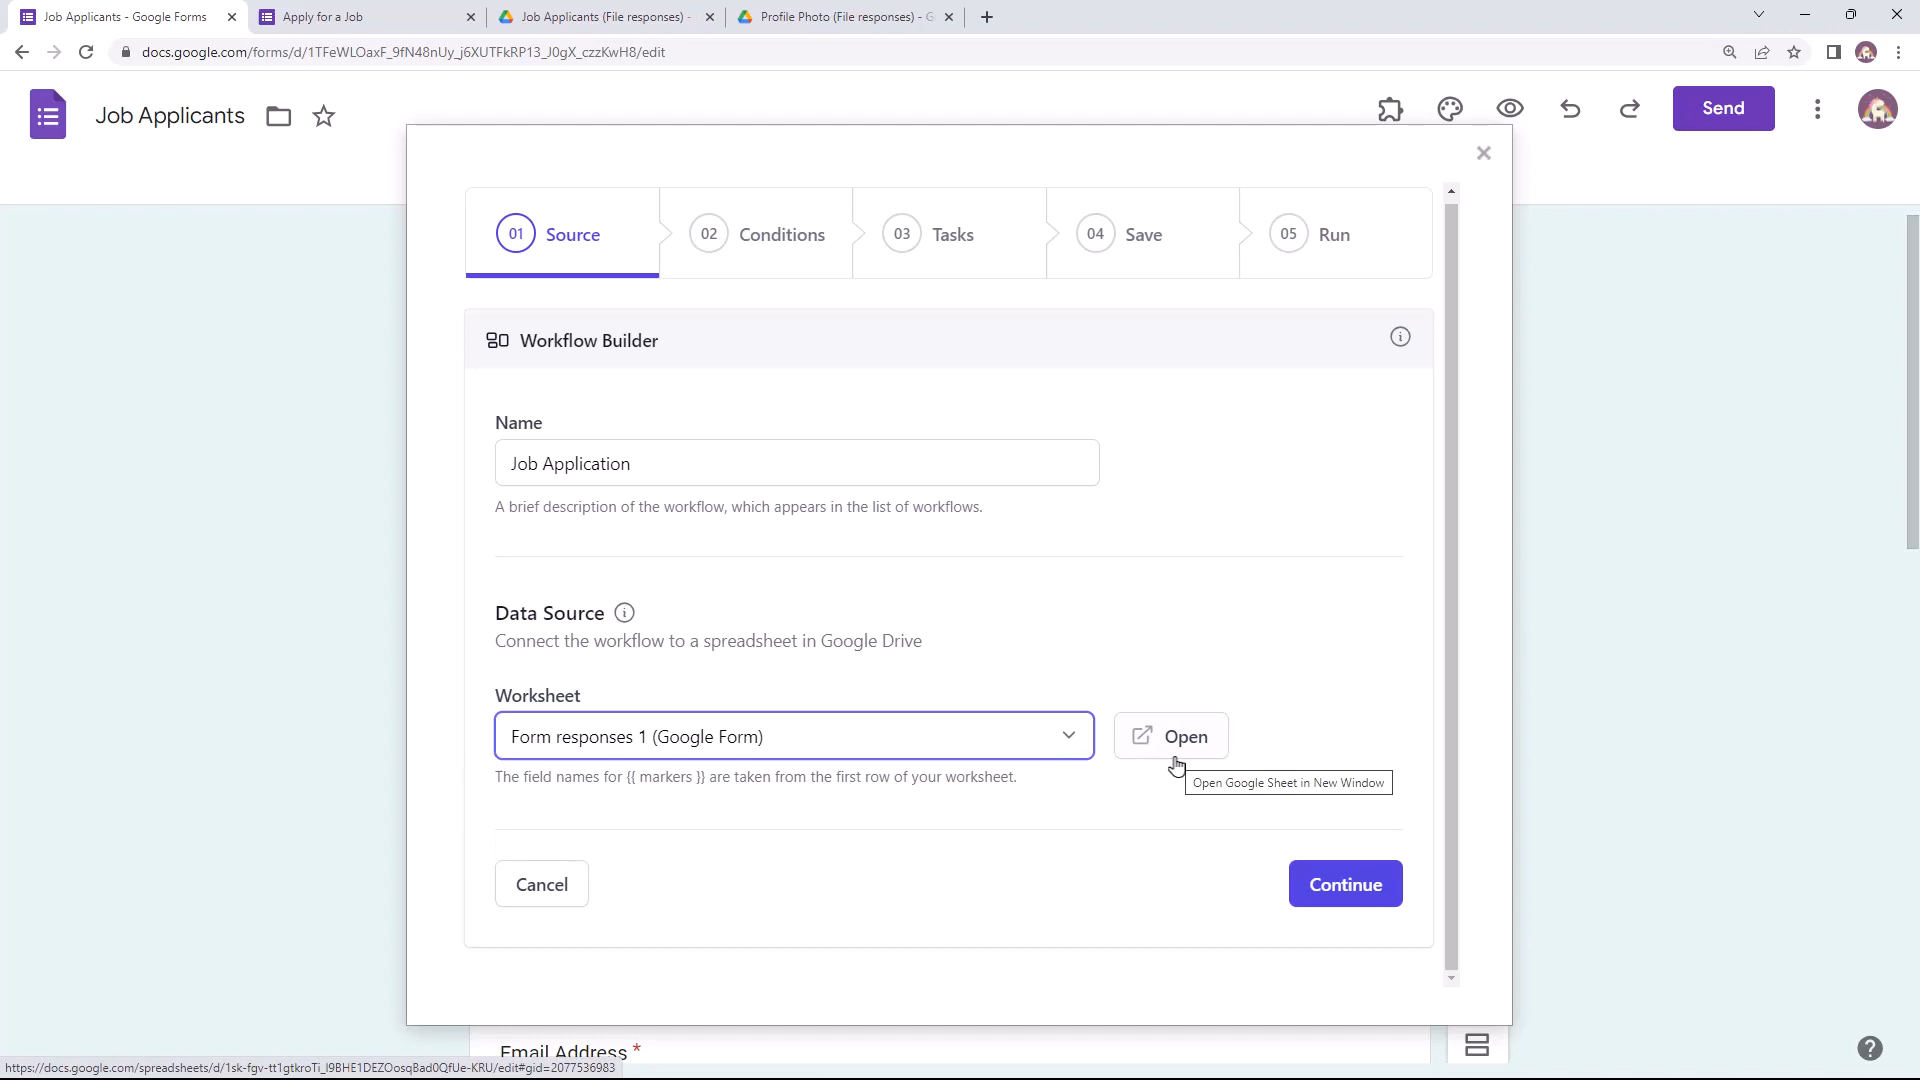 Job Applicants - Google Forms
Apply for a Job
Job Applicants (File responses) -
Profile Photo (File responses) - G
docs.google.com/forms/d/1TFeWLOaxF_9fN48nUy_j6XUTFkRP13_J0gX_czzKwH8/edit
Job Applicants
Send
01 Source
02 Conditions
03 Tasks
04 Save
05 Run
Workflow Builder
Name
Job Application
A brief description of the workflow, which appears in the list of workflows.
Data Source
Connect the workflow to a spreadsheet in Google Drive
Worksheet
Form responses 1 (Google Form)
Open
The field names for {{ markers }} are taken from the first row of your worksheet.
Open Google Sheet in New Window
Cancel
Continue
Email Address *
https://docs.google.com/spreadsheets/d/1sk-fgv-tt1gtkroTi_l9BHE1DEZOosqBad0QfUe-KRU/edit#gid=2077536983